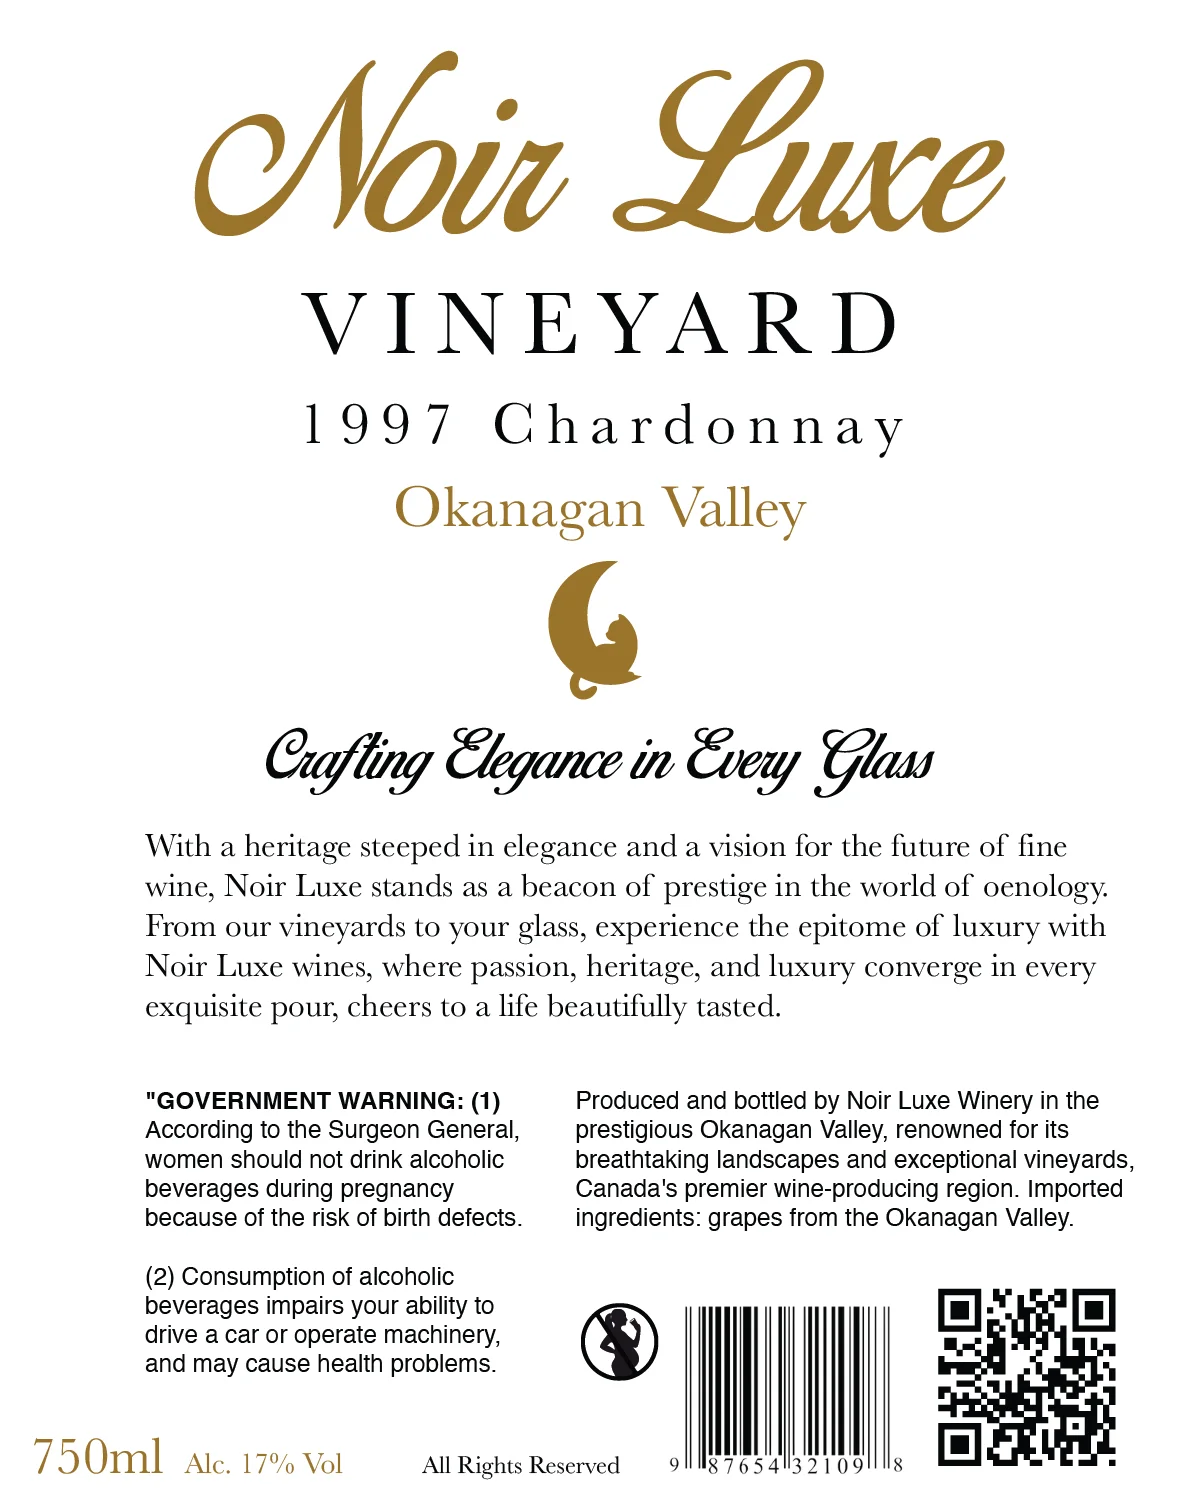 Noir Luxe
VINEYARD
1997 Chardonnay
Okanagan Valley
Crafting Elegance in Every Glass
With a heritage steeped in elegance and a vision for the future of fine
wine, Noir Luxe stands as a beacon of prestige in the world of oenology.
From our vineyards to your glass, experience the epitome of luxury with
Noir Luxe wines, where passion, heritage, and luxury converge in every
exquisite pour, cheers to a life beautifully tasted.
"GOVERNMENT WARNING: (1)
According to the Surgeon General,
women should not drink alcoholic
beverages during pregnancy
because of the risk of birth defects.
(2) Consumption of alcoholic
beverages impairs your ability to
drive a car or operate machinery,
and may cause health problems.
Produced and bottled by Noir Luxe Winery in the
prestigious Okanagan Valley, renowned for its
breathtaking landscapes and exceptional vineyards,
Canada's premier wine-producing region. Imported
ingredients: grapes from the Okanagan Valley.
750ml Alc. 17% Vol
All Rights Reserved
9 87654 32109 8